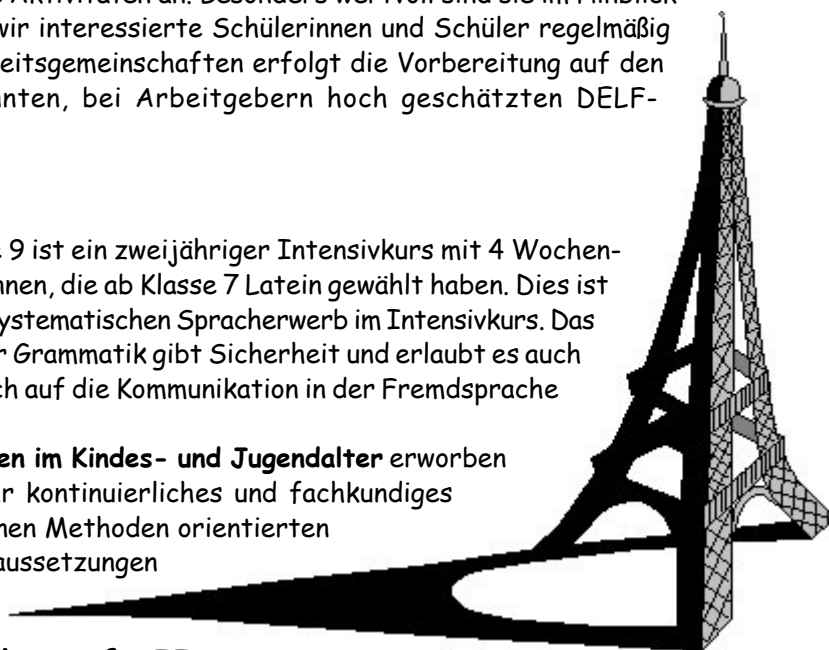 Aktivitäten an. Besonders wertvoll sind sie im Hinblick
wir interessierte Schülerinnen und Schüler regelmäßig
eitsgemeinschaften erfolgt die Vorbereitung auf den
nnten, bei Arbeitgebern hoch geschätzten DELF-
9 ist ein zweijähriger Intensivkurs mit 4 Wochen-
nnen, die ab Klasse 7 Latein gewählt haben. Dies ist
ystematischen Spracherwerb im Intensivkurs. Das
r Grammatik gibt Sicherheit und erlaubt es auch
ch auf die Kommunikation in der Fremdsprache
en im Kindes- und Jugendalter erworben
r kontinuierliches und fachkundiges
nen Methoden orientierten
aussetzungen